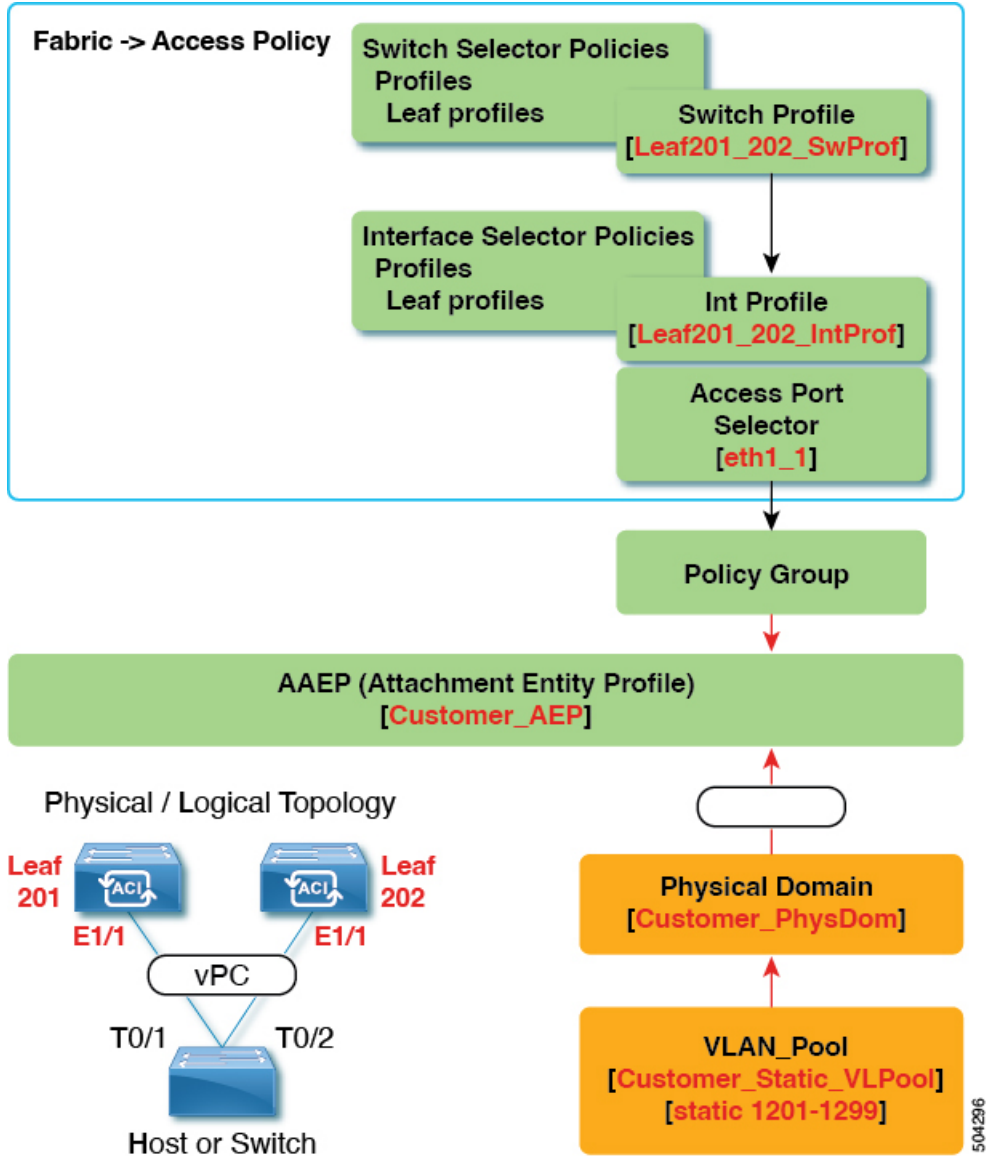 Fabric -> Access Policy
Switch Selector Policies
Profiles
Leaf profiles
Switch Profile
[Leaf201_202_SwProf]
Interface Selector Policies
Profiles
Leaf profiles
Int Profile
[Leaf201_202_IntProf]
Access Port
Selector
[eth1_1]
Policy Group
AAEP (Attachment Entity Profile)
[Customer_AEP]
Physical / Logical Topology
Leaf
201
ACI
ACI
Leaf
202
E1/1
E1/1
vPC
T0/1
T0/2
Host or Switch
Physical Domain
[Customer_PhysDom]
VLAN_Pool
[Customer_Static_VLPool]
[static 1201-1299]
504296